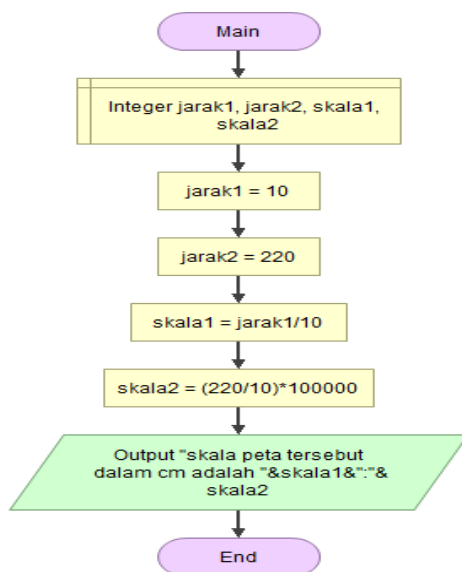 Main
Integer jarak1, jarak2, skala1,
skala2
jarak1 = 10
jarak2 = 220
skala1 = jarak1/10
skala2 = (220/10)*100000
Output "skala peta tersebut
dalam cm adalah "&skala1&":"&
skala2
End